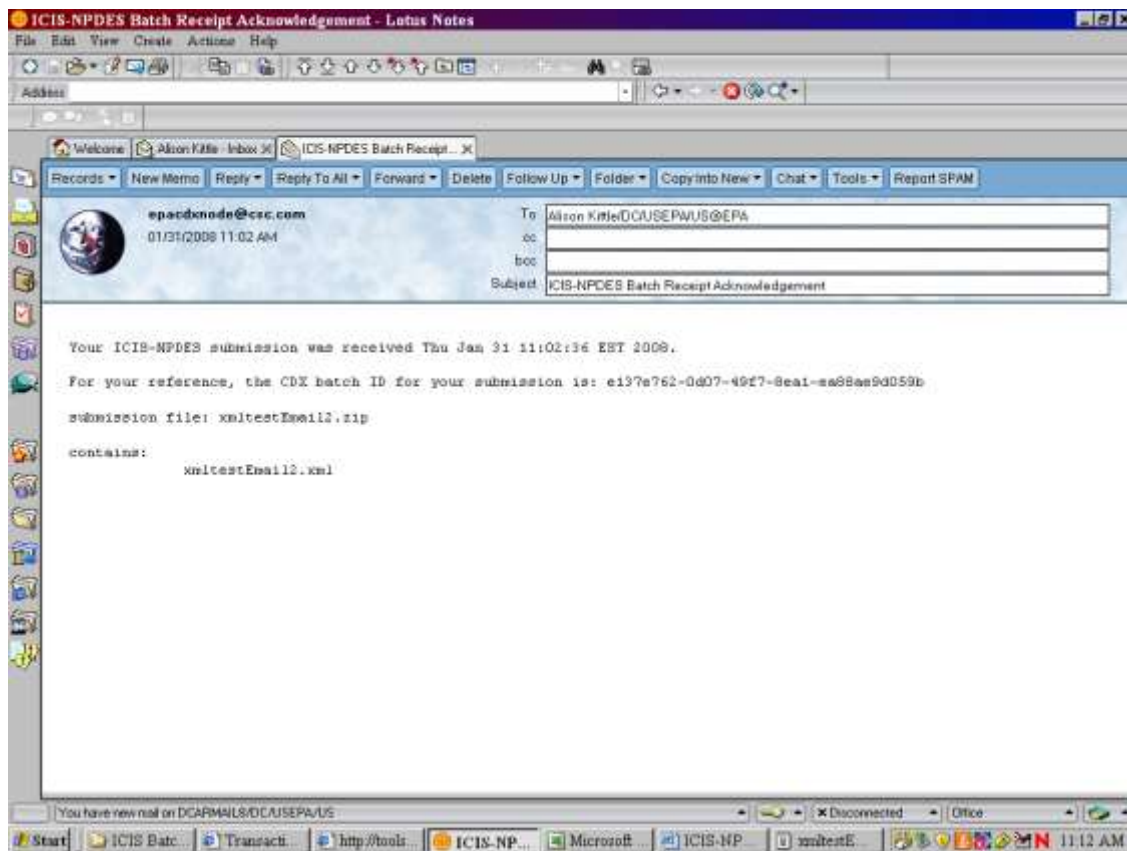 ICIS-NPDES Batch Receipt Acknowledgement - Lotus Notes
File Edit View Create Actions Help
Address
Welcome Alison Kittle - Inbox ICIS-NPDES Batch Receipt...
Records New Memo Reply Reply To All Forward Delete Follow Up Folder Copy Into New Chat Tools Report SPAM
epacdxnode@csc.com
01/31/2008 11:02 AM
To Alison Kittle/DC/USEPA/US@EPA
cc
bcc
Subject ICIS-NPDES Batch Receipt Acknowledgement
Your ICIS-NPDES submission was received Thu Jan 31 11:02:36 EST 2008.
For your reference, the CDX batch ID for your submission is: e137e762-0d07-49f7-8ea1-ea88ae9d059b
submission file: xmltestEmail2.zip
contains:
xmltestEmail2.xml
You have new mail on DCARMAIL8/DC/USEPA/US
Disconnected Office
Start ICIS Batc... Transacti... http://tools... ICIS-NP... Microsoft ... ICIS-NP... xmltestE... 11:12 AM